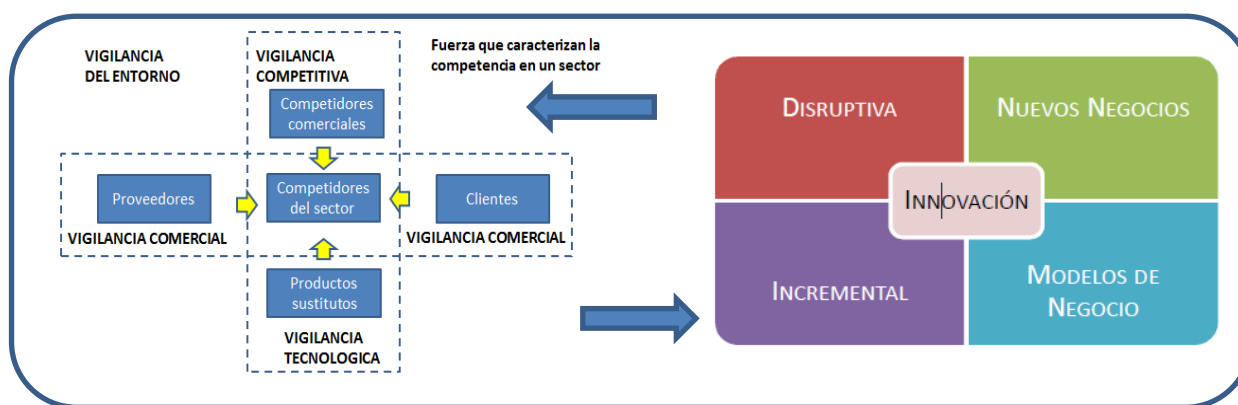 VIGILANCIA
DEL ENTORNO
VIGILANCIA
COMPETITIVA
Fuerza que caracterizan la
competencia en un sector
Competidores
comerciales
Proveedores
Competidores
del sector
Clientes
VIGILANCIA COMERCIAL
VIGILANCIA COMERCIAL
Productos
sustitutos
VIGILANCIA
TECNOLOGICA
DISRUPTIVA
NUEVOS NEGOCIOS
INNOVACIÓN
INCREMENTAL
MODELOS DE
NEGOCIO